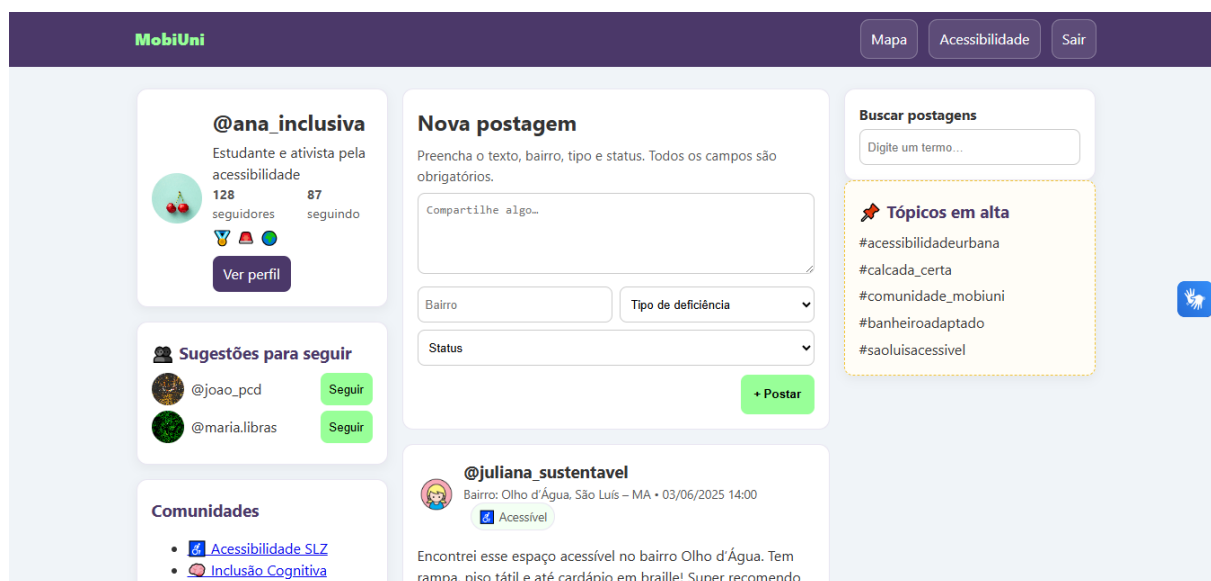 MobiUni
Mapa
Acessibilidade
Sair
@ana_inclusiva
Estudante e ativista pela
acessibilidade
128
87
seguidores
seguindo
Ver perfil
Sugestões para seguir
@joao_pcd
Seguir
@maria.libras
Seguir
Comunidades
Acessibilidade SLZ
Inclusão Cognitiva
Nova postagem
Preencha o texto, bairro, tipo e status. Todos os campos são
obrigatórios.
Compartilhe algo…
Bairro
Tipo de deficiência
Status
+ Postar
@juliana_sustentavel
Bairro: Olho d’Água, São Luís – MA • 03/06/2025 14:00
Acessível
Encontrei esse espaço acessível no bairro Olho d’Água. Tem
rampa, piso tátil e até cardápio em braille! Super recomendo
Buscar postagens
Digite um termo…
Tópicos em alta
#acessibilidadeurbana
#calcada_certa
#comunidade_mobiuni
#banheiroadaptado
#saoluisacessivel